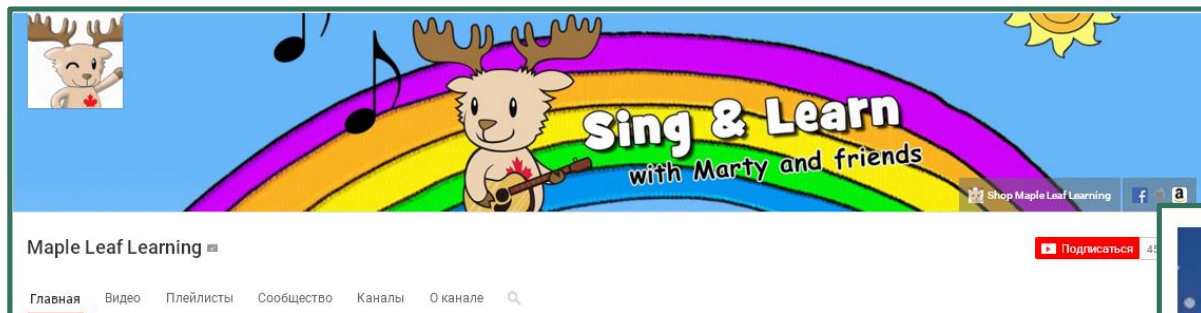 Sing & Learn
with Marty and friends
Shop Maple Leaf Learning
Maple Leaf Learning
Подписаться
Главная Видео Плейлисты Сообщество Каналы О канале